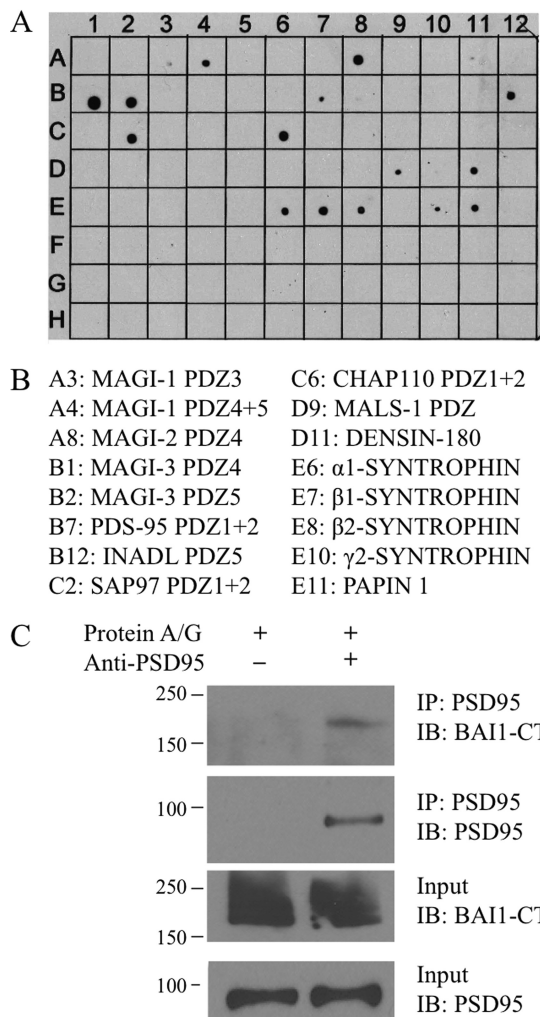 A
1 2 3 4 5 6 7 8 9 10 11 12
A
B
C
D
E
F
G
H
B
A3: MAGI-1 PDZ3
A4: MAGI-1 PDZ4+5
A8: MAGI-2 PDZ4
B1: MAGI-3 PDZ4
B2: MAGI-3 PDZ5
B7: PDS-95 PDZ1+2
B12: INADL PDZ5
C2: SAP97 PDZ1+2
C6: CHAP110 PDZ1+2
D9: MALS-1 PDZ
D11: DENSIN-180
E6: α1-SYNTROPHIN
E7: β1-SYNTROPHIN
E8: β2-SYNTROPHIN
E10: γ2-SYNTROPHIN
E11: PAPIN 1
C
Protein A/G + +
Anti-PSD95 – +
250
150
IP: PSD95
IB: BAI1-CT
100
IP: PSD95
IB: PSD95
250
150
Input
IB: BAI1-CT
100
Input
IB: PSD95